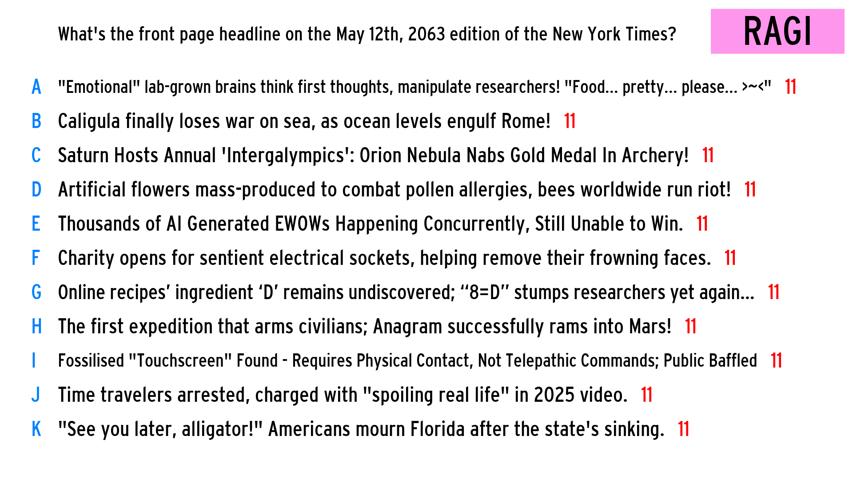 What's the front page headline on the May 12th, 2063 edition of the New York Times?
RAGI
A "Emotional" lab-grown brains think first thoughts, manipulate researchers! "Food... pretty... please... >~<" 11
B Caligula finally loses war on sea, as ocean levels engulf Rome! 11
C Saturn Hosts Annual 'Intergalympics': Orion Nebula Nabs Gold Medal In Archery! 11
D Artificial flowers mass-produced to combat pollen allergies, bees worldwide run riot! 11
E Thousands of AI Generated EWOWs Happening Concurrently, Still Unable to Win. 11
F Charity opens for sentient electrical sockets, helping remove their frowning faces. 11
G Online recipes’ ingredient ‘D’ remains undiscovered; “8=D” stumps researchers yet again... 11
H The first expedition that arms civilians; Anagram successfully rams into Mars! 11
I Fossilised "Touchscreen" Found - Requires Physical Contact, Not Telepathic Commands; Public Baffled 11
J Time travelers arrested, charged with "spoiling real life" in 2025 video. 11
K "See you later, alligator!" Americans mourn Florida after the state's sinking. 11